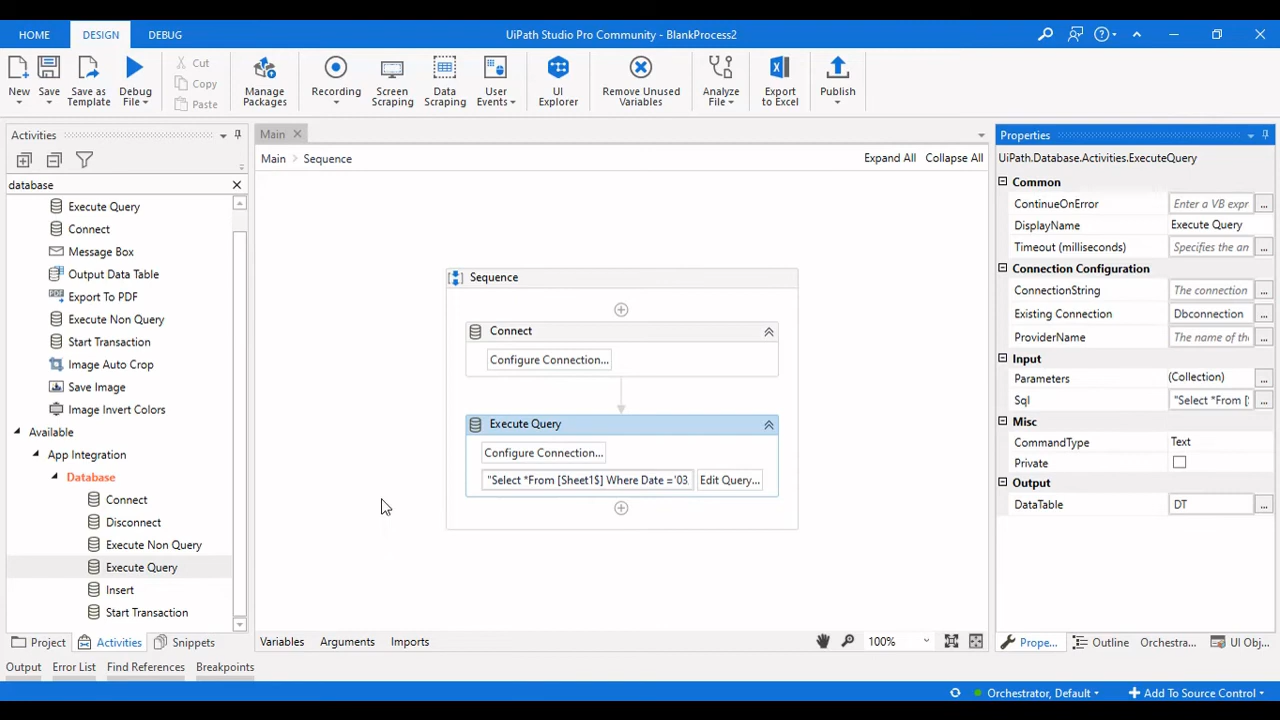 HOME DESIGN DEBUG UiPath Studio Pro Community - BlankProcess2
New Save Save as Template Debug File Cut Copy Paste Manage Packages Recording Screen Scraping Data Scraping User Events UI Explorer Remove Unused Variables Analyze File Export to Excel Publish
Activities
database
Execute Query
Connect
Message Box
Output Data Table
Export To PDF
Execute Non Query
Start Transaction
Image Auto Crop
Save Image
Image Invert Colors
Available
App Integration
Database
Connect
Disconnect
Execute Non Query
Execute Query
Insert
Start Transaction
Project Activities Snippets
Main
Main Sequence Expand All Collapse All
Sequence
Connect
Configure Connection...
Execute Query
Configure Connection...
"Select *From [Sheet1$] Where Date ='03. Edit Query...
Variables Arguments Imports 100%
Properties
UiPath.Database.Activities.ExecuteQuery
Common
ContinueOnError Enter a VB expr ...
DisplayName Execute Query
Timeout (milliseconds) Specifies the an ...
Connection Configuration
ConnectionString The connection ...
Existing Connection Dbconnection ...
ProviderName The name of the ...
Input
Parameters (Collection) ...
Sql "Select *From [ ...
Misc
CommandType Text
Private
Output
DataTable DT ...
Prope... Outline Orchestra... UI Obj...
Output Error List Find References Breakpoints
Orchestrator, Default Add To Source Control